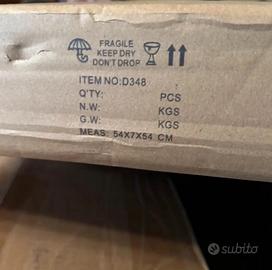 FRAGILE
KEEP DRY
DON'T DROP
ITEM NO:D348
Q'TY: PCS
N.W: KGS
G.W: KGS
MEAS: 54X7X54 CM
subito